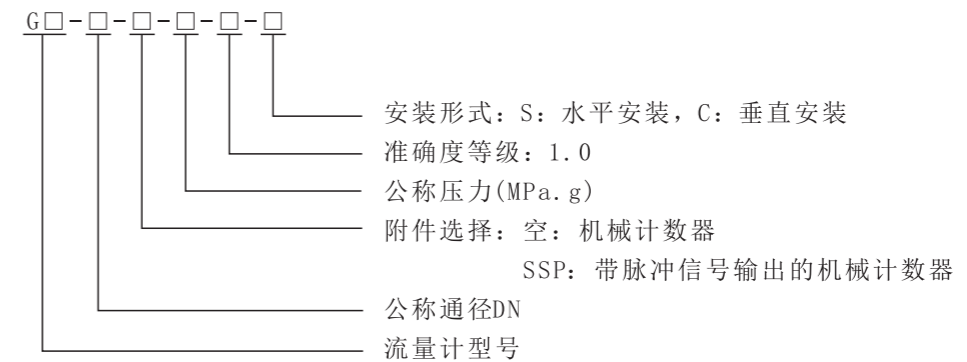 G□-□-□-□-□-□
安装形式：S：水平安装，C：垂直安装
准确度等级：1.0
公称压力(MPa.g)
附件选择：空：机械计数器
SSP：带脉冲信号输出的机械计数器
公称通径DN
流量计型号